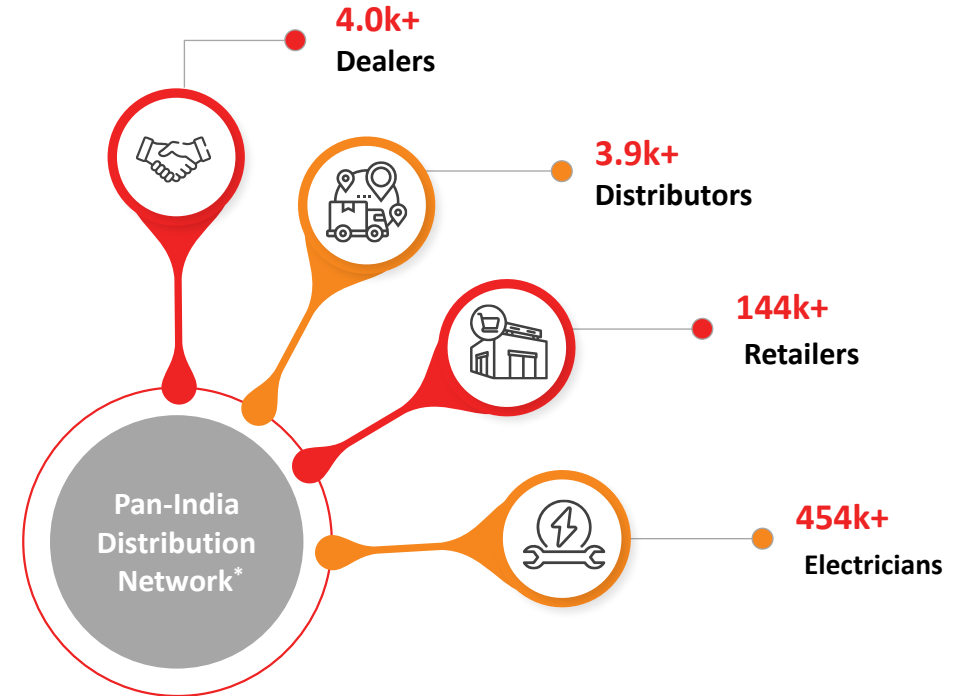 4.0k+
Dealers
3.9k+
Distributors
144k+
Retailers
Pan-India
Distribution
Network*
454k+
Electricians